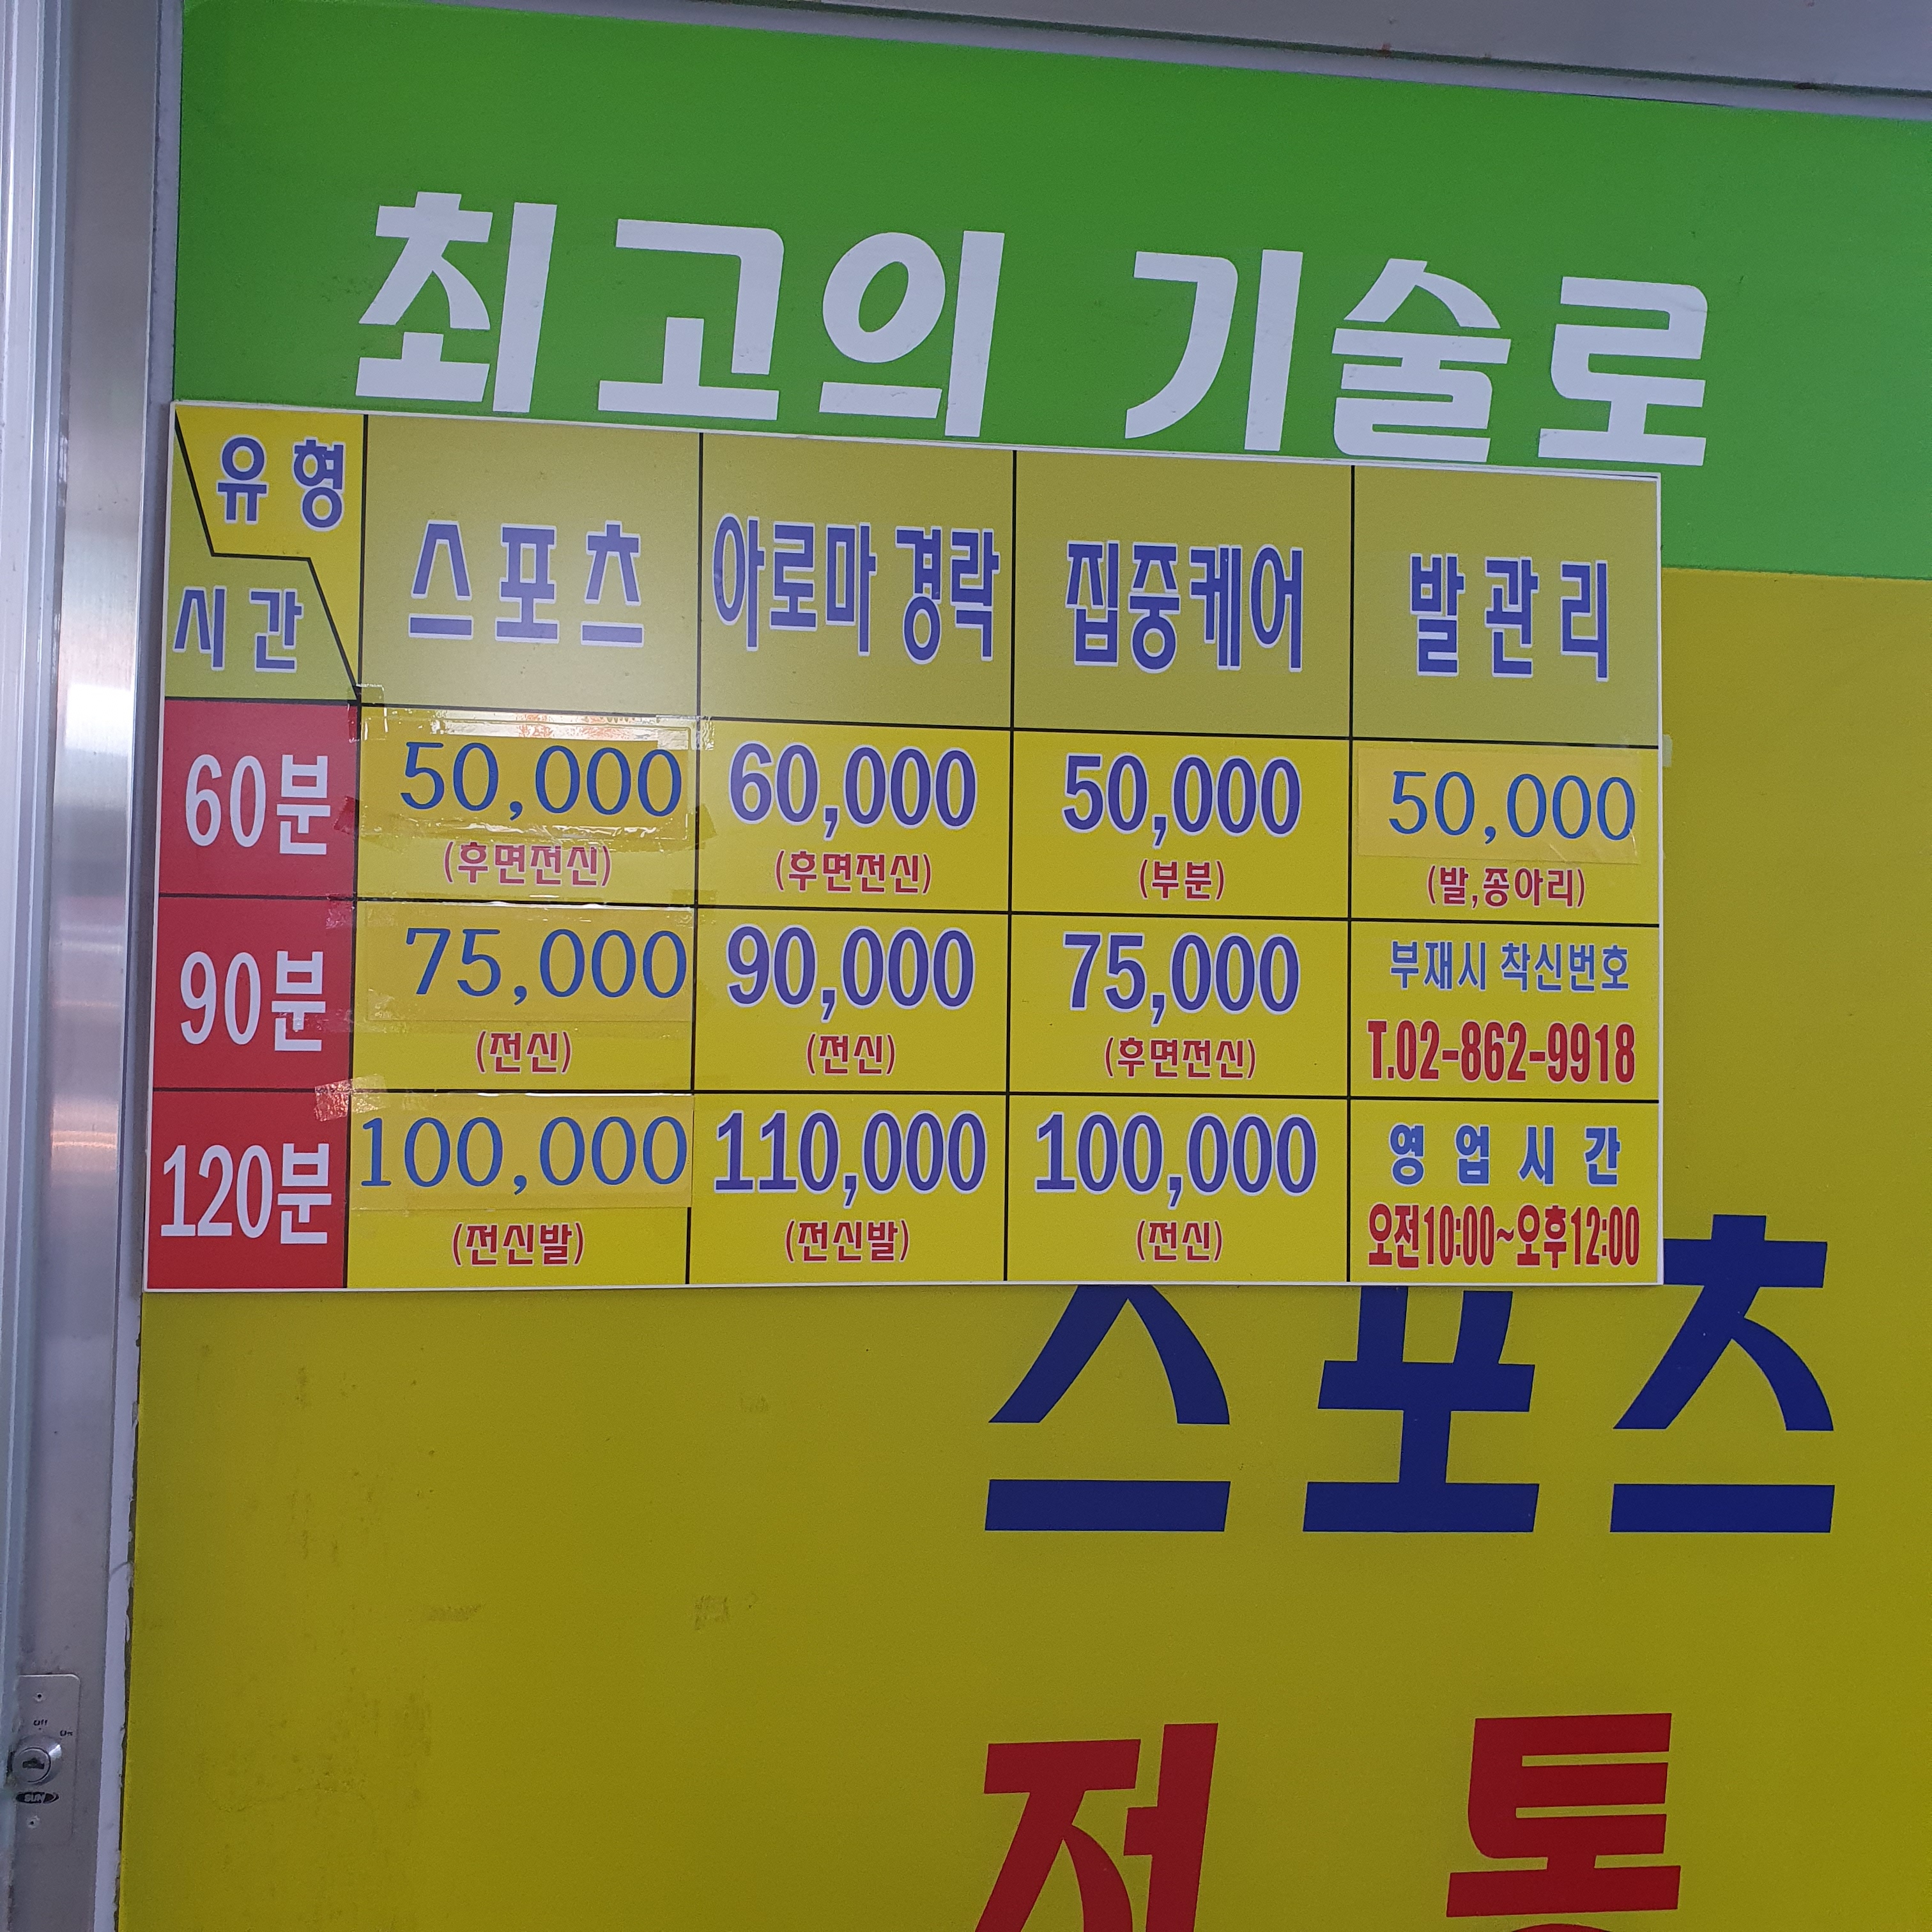 최고의 기술로
유형
시간
스포츠 아로마 경락 집중케어 발관리
60분 50,000 60,000 50,000 50,000
(후면전신) (후면전신) (부분) (발,종아리)
90분 75,000 90,000 75,000 부재시 착신번호
(전신) (전신) (후면전신) T.02-862-9918
120분 100,000 110,000 100,000 영업시간
(전신발) (전신발) (전신) 오전10:00~오후12:00
스포츠
전통
Off On
SUN